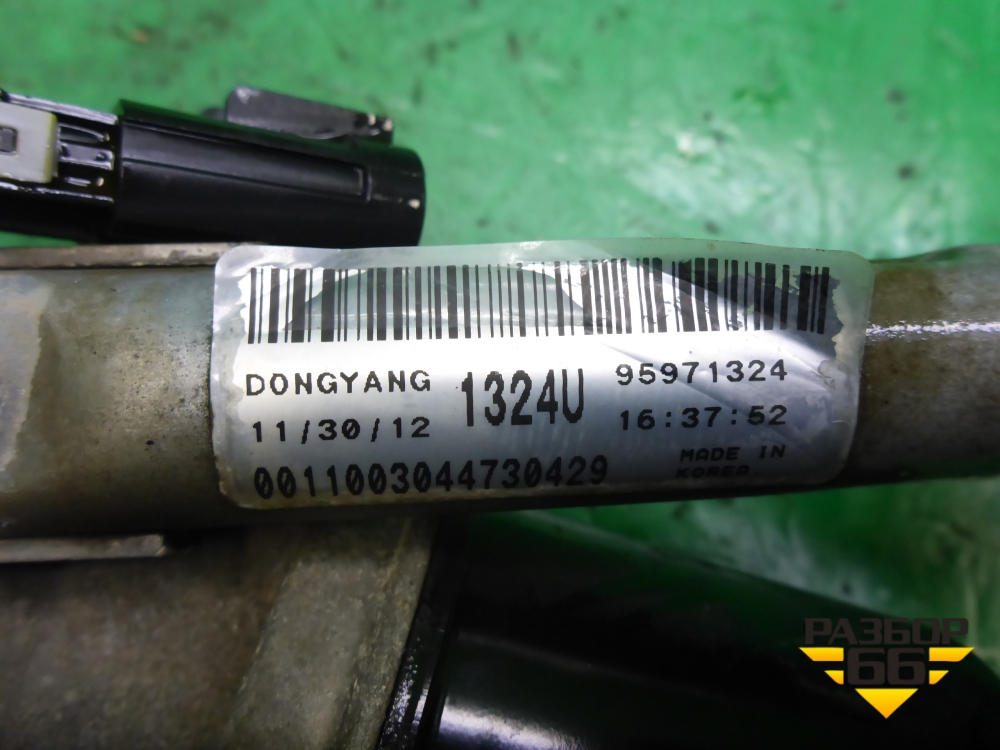 DONGYANG 1324U 95971324
11/30/12 16:37:52
0011003044730429
MADE IN
KOREA
РАЗБОР
66